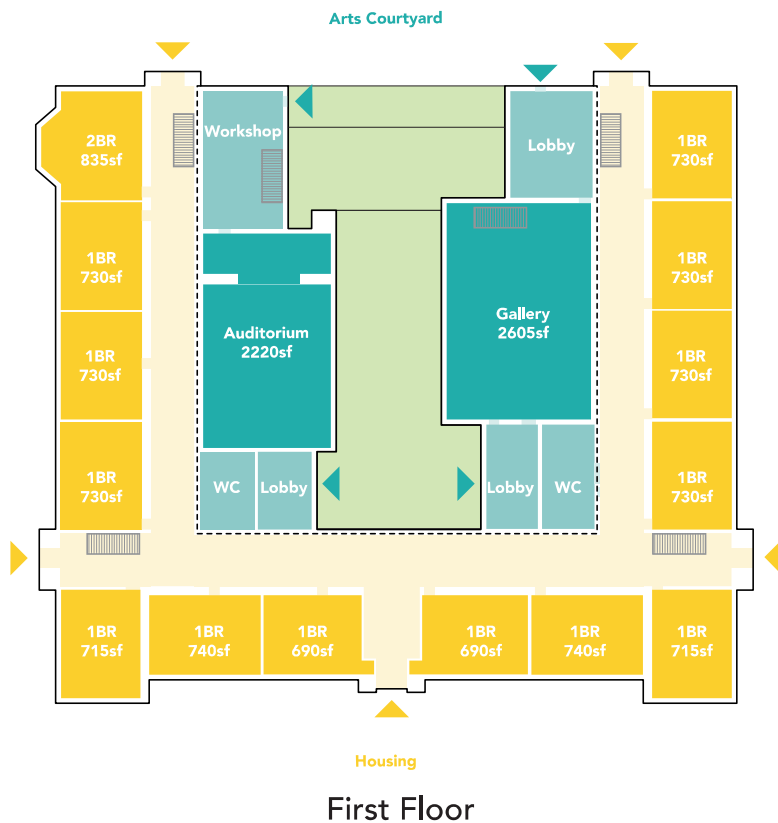 Arts Courtyard
2BR
835sf
Workshop
Lobby
1BR
730sf
1BR
730sf
1BR
730sf
Auditorium
2220sf
Gallery
2605sf
1BR
730sf
1BR
730sf
1BR
730sf
WC
Lobby
Lobby
WC
1BR
730sf
1BR
715sf
1BR
740sf
1BR
690sf
1BR
690sf
1BR
740sf
1BR
715sf
Housing
First Floor